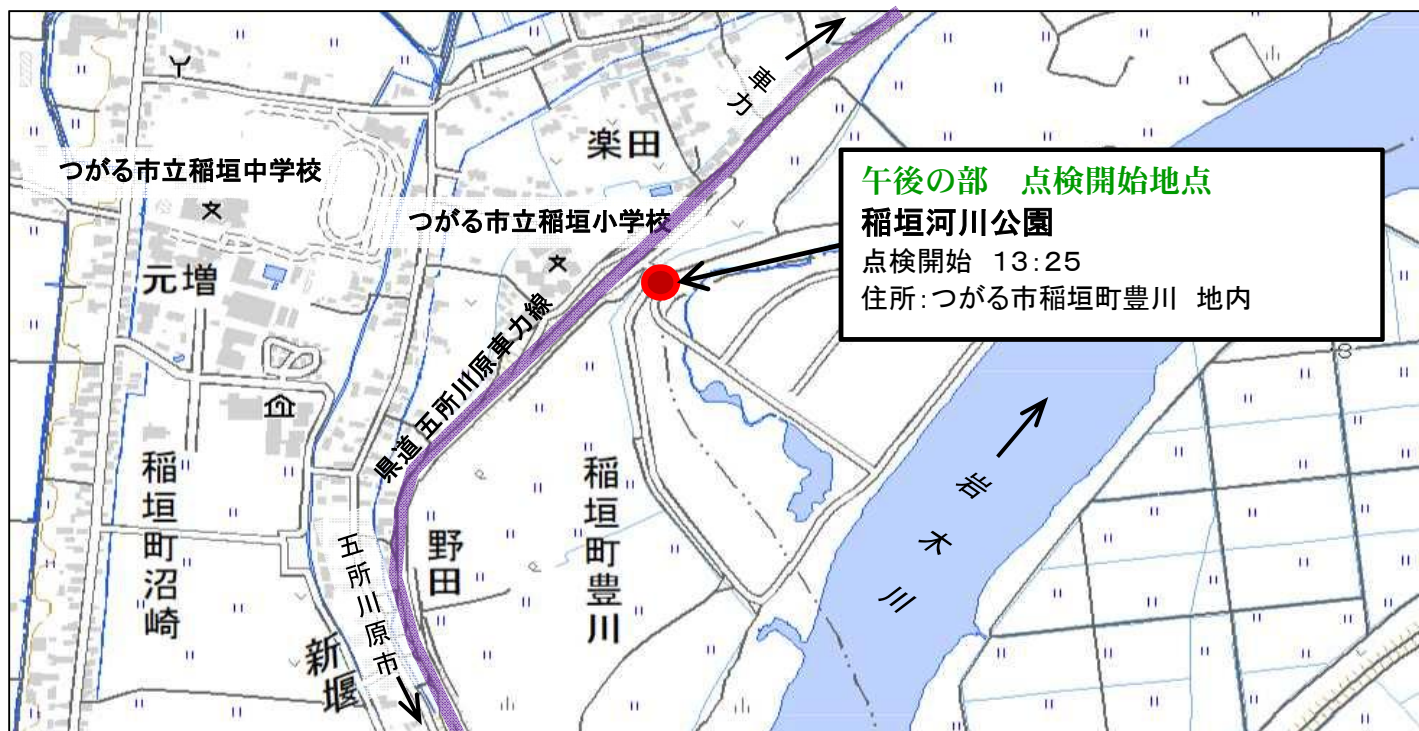 車力
楽田
つがる市立稲垣中学校
つがる市立稲垣小学校
午後の部　点検開始地点
稲垣河川公園
点検開始　13：25
住所：つがる市稲垣町豊川　地内
元増
県道 五所川原車力線
稲垣町沼崎
稲垣町豊川
岩木川
野田
五所川原市
新堰